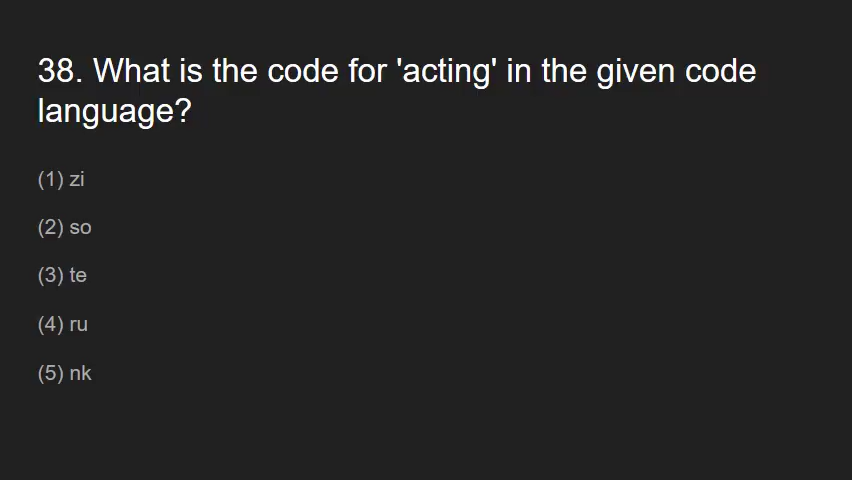 38. What is the code for 'acting' in the given code
language?
(1) zi
(2) so
(3) te
(4) ru
(5) nk